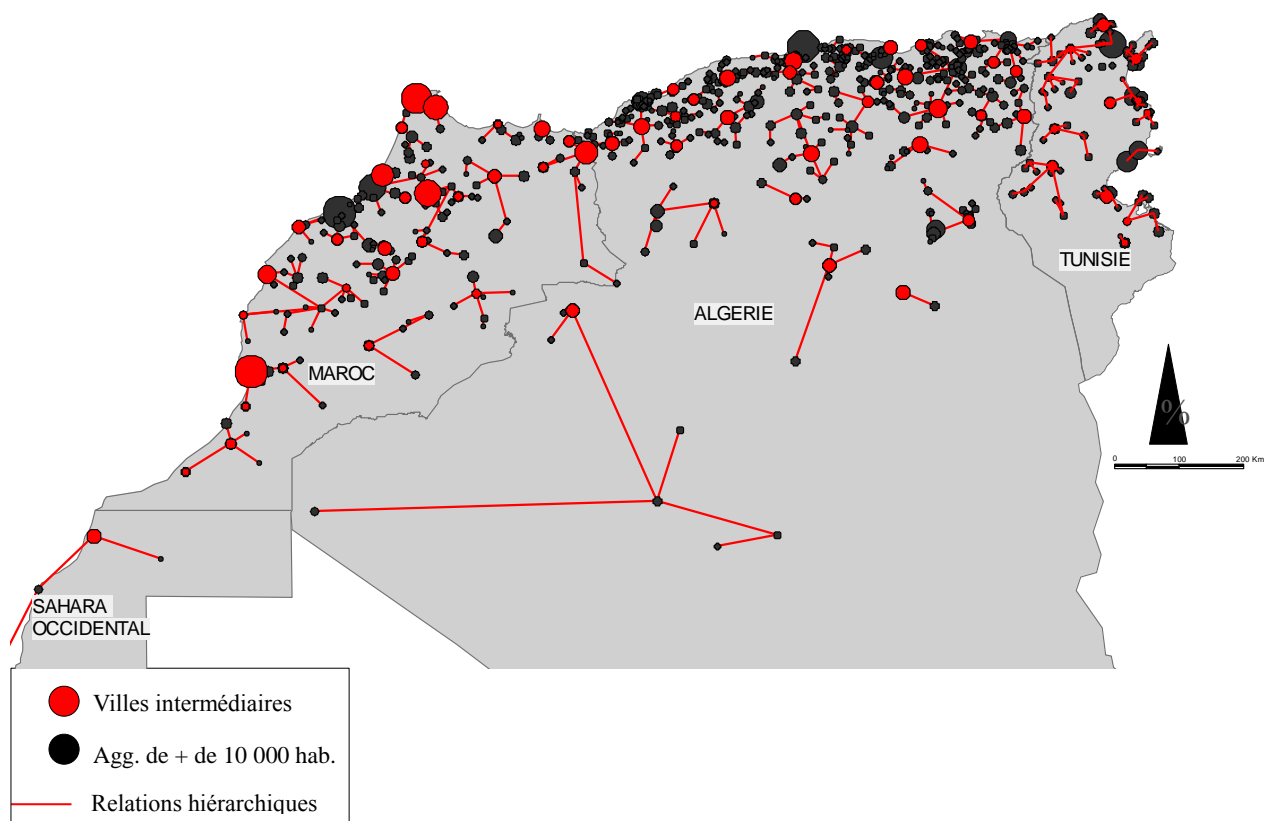 TUNISIE
ALGERIE
MAROC
%
0 100 200 Km
SAHARA
OCCIDENTAL
Villes intermédiaires
Agg. de + de 10 000 hab.
Relations hiérarchiques